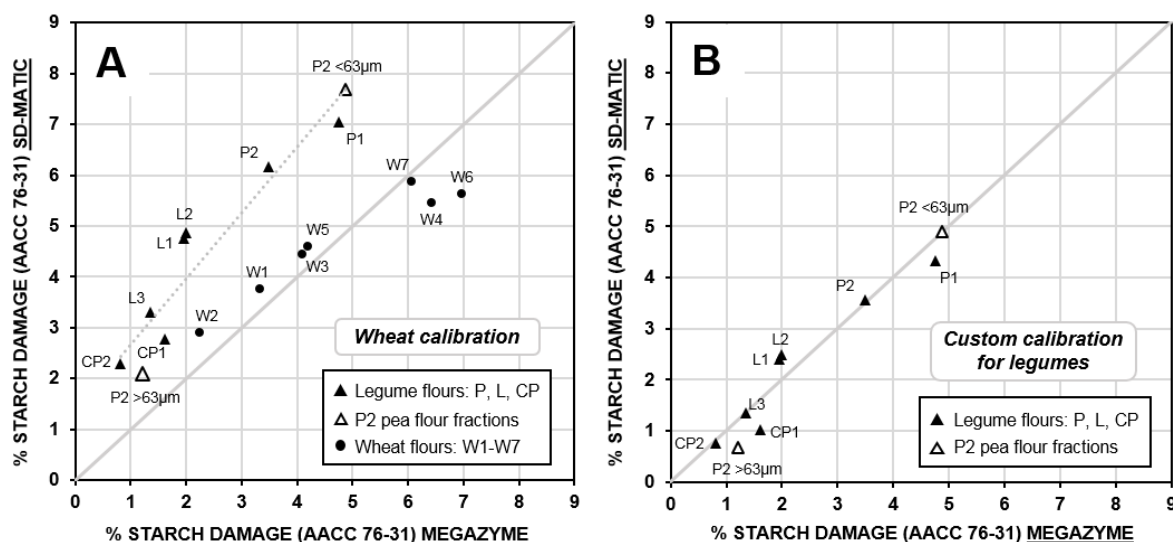 A
% STARCH DAMAGE (AACC 76-31) SD-MATIC
9
8
7
6
5
4
3
2
1
0
P2 <63µm
P1
P2
W7
W6
W4
L2
L1
W5
W3
W1
L3
W2
CP1
CP2
P2 >63µm
Wheat calibration
Legume flours: P, L, CP
P2 pea flour fractions
Wheat flours: W1-W7
0 1 2 3 4 5 6 7 8 9
% STARCH DAMAGE (AACC 76-31) MEGAZYME
B
% STARCH DAMAGE (AACC 76-31) SD-MATIC
9
8
7
6
5
4
3
2
1
0
P2 <63µm
P1
P2
L2
L1
L3
CP1
CP2
P2 >63µm
Custom calibration
for legumes
Legume flours: P, L, CP
P2 pea flour fractions
0 1 2 3 4 5 6 7 8 9
% STARCH DAMAGE (AACC 76-31) MEGAZYME